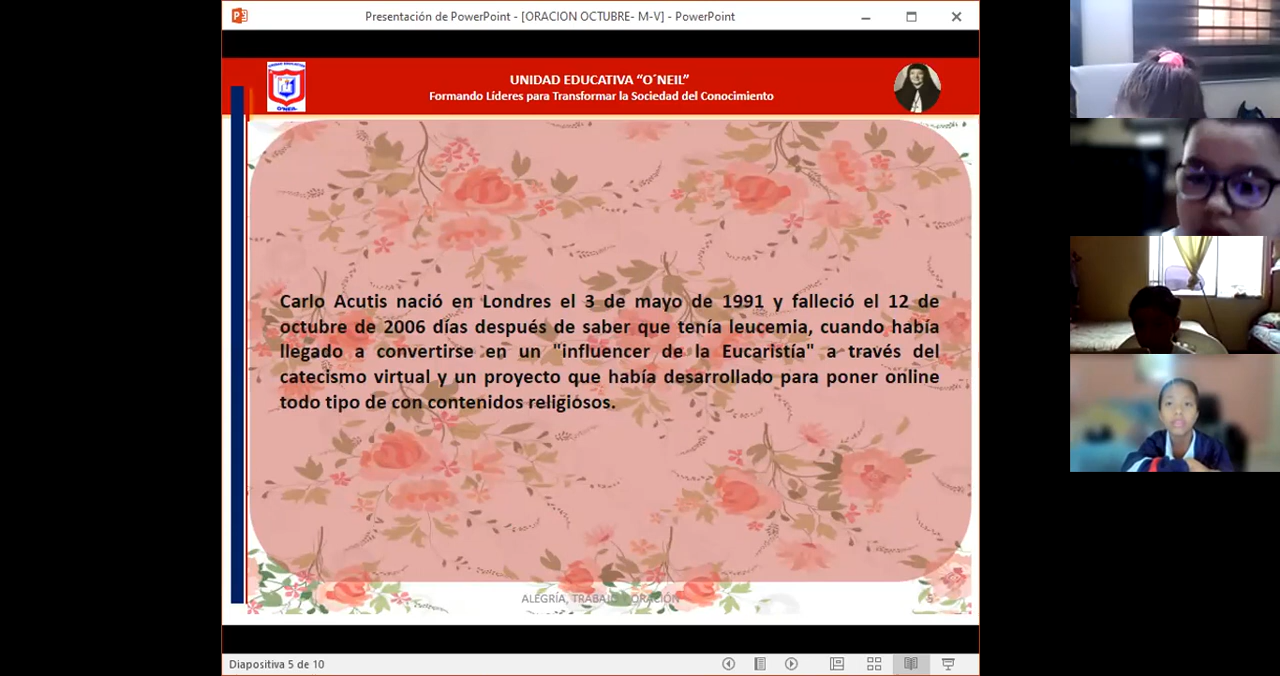 Presentación de PowerPoint - [ORACION OCTUBRE- M-V] - PowerPoint
UNIDAD EDUCATIVA "O´NEIL"
Formando Líderes para Transformar la Sociedad del Conocimiento
O'NEIL
Carlo Acutis nació en Londres el 3 de mayo de 1991 y falleció el 12 de
octubre de 2006 días después de saber que tenía leucemia, cuando había
llegado a convertirse en un "influencer de la Eucaristía" a través del
catecismo virtual y un proyecto que había desarrollado para poner online
todo tipo de con contenidos religiosos.
ALEGRÍA, TRABAJO Y ORACIÓN
5
Diapositiva 5 de 10